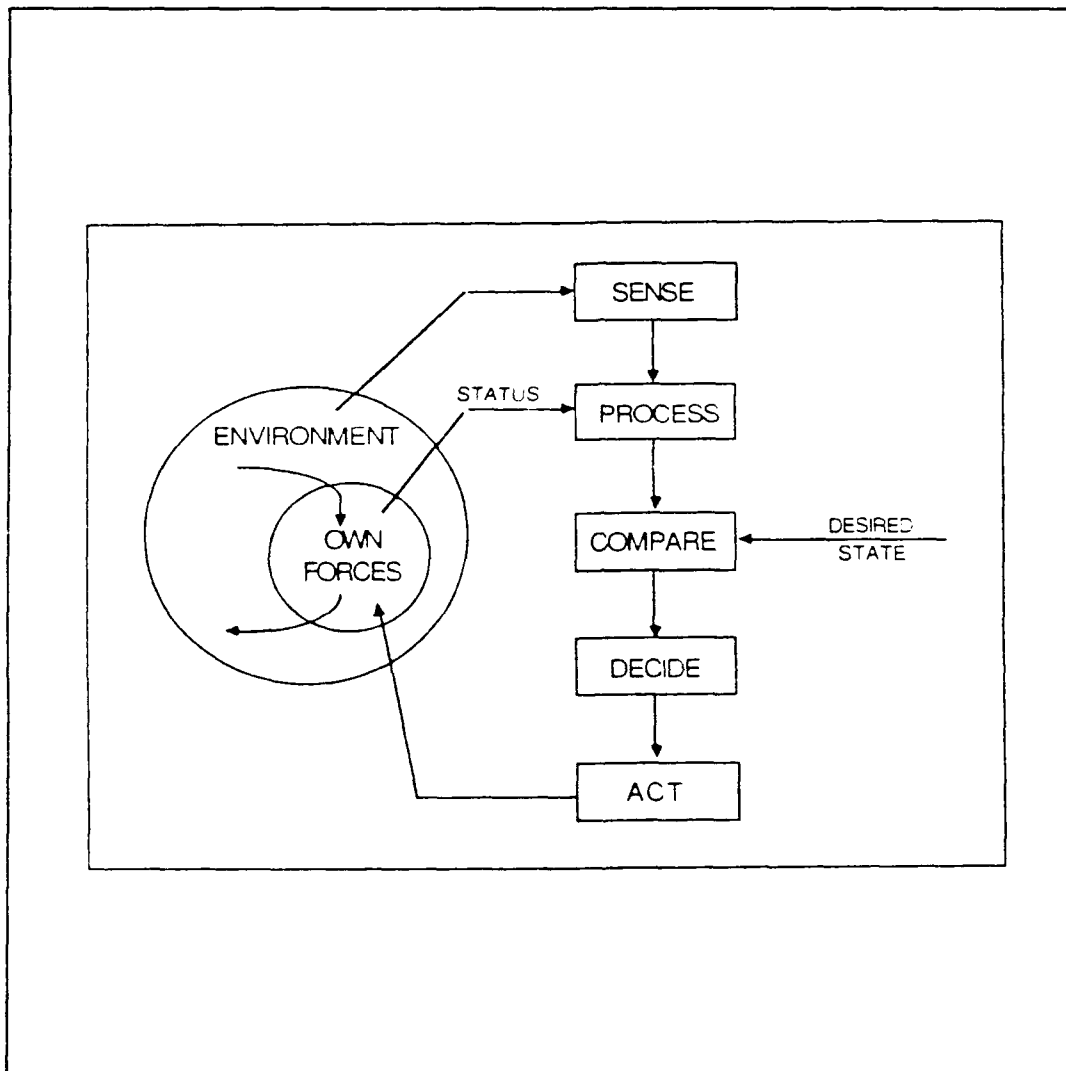 SENSE
STATUS
PROCESS
ENVIRONMENT
OWN
FORCES
COMPARE
DESIRED
STATE
DECIDE
ACT